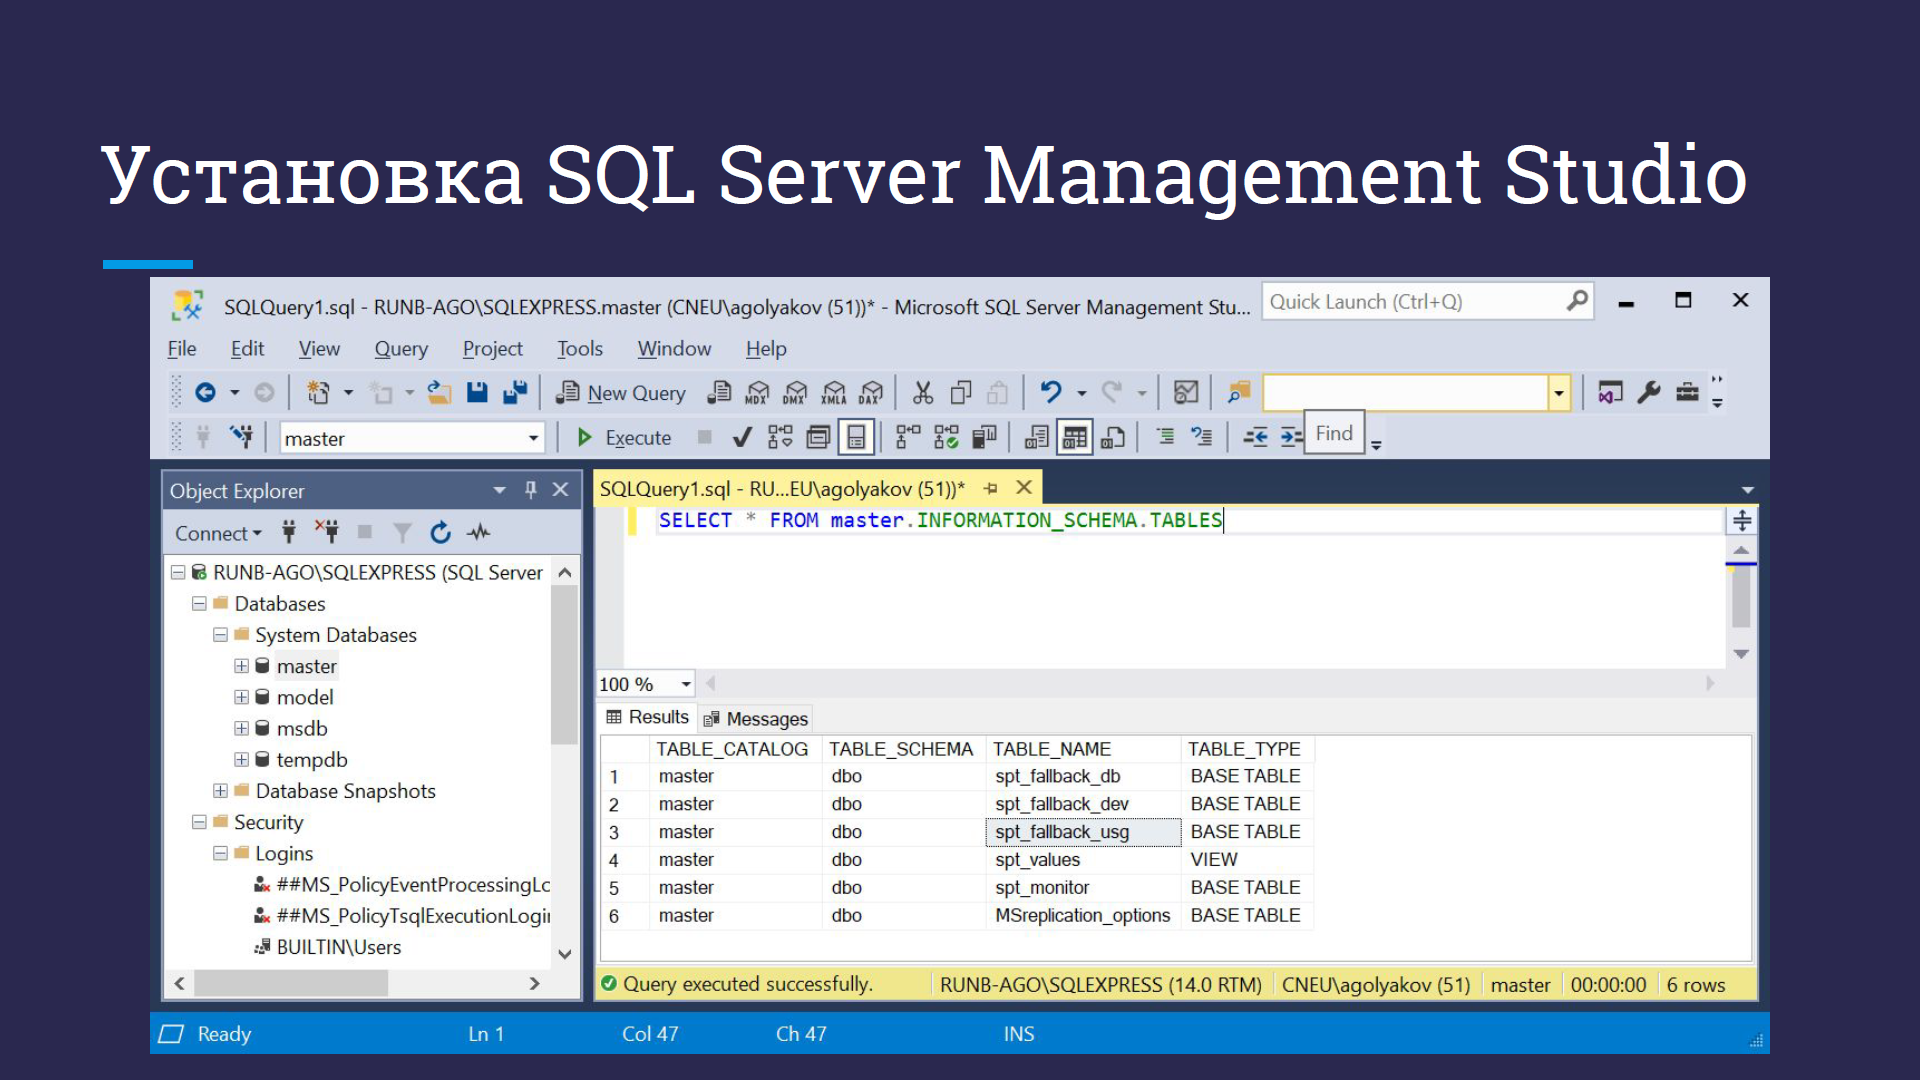 Установка SQL Server Management Studio
SQLQuery1.sql - RUNB-AGO\SQLEXPRESS.master (CNEU\agolyakov (51))* - Microsoft SQL Server Management Stu...
Quick Launch (Ctrl+Q)
File Edit View Query Project Tools Window Help
New Query MDX DMX XMLA DAX
master Execute Find
Object Explorer
Connect
RUNB-AGO\SQLEXPRESS (SQL Server
Databases
System Databases
master
model
msdb
tempdb
Database Snapshots
Security
Logins
##MS_PolicyEventProcessingLo
##MS_PolicyTsqlExecutionLogin
BUILTIN\Users
SQLQuery1.sql - RU...EU\agolyakov (51))*
SELECT * FROM master.INFORMATION_SCHEMA.TABLES
100 %
Results Messages
TABLE_CATALOG TABLE_SCHEMA TABLE_NAME TABLE_TYPE
1 master dbo spt_fallback_db BASE TABLE
2 master dbo spt_fallback_dev BASE TABLE
3 master dbo spt_fallback_usg BASE TABLE
4 master dbo spt_values VIEW
5 master dbo spt_monitor BASE TABLE
6 master dbo MSreplication_options BASE TABLE
Query executed successfully. RUNB-AGO\SQLEXPRESS (14.0 RTM) CNEU\agolyakov (51) master 00:00:00 6 rows
Ready Ln 1 Col 47 Ch 47 INS